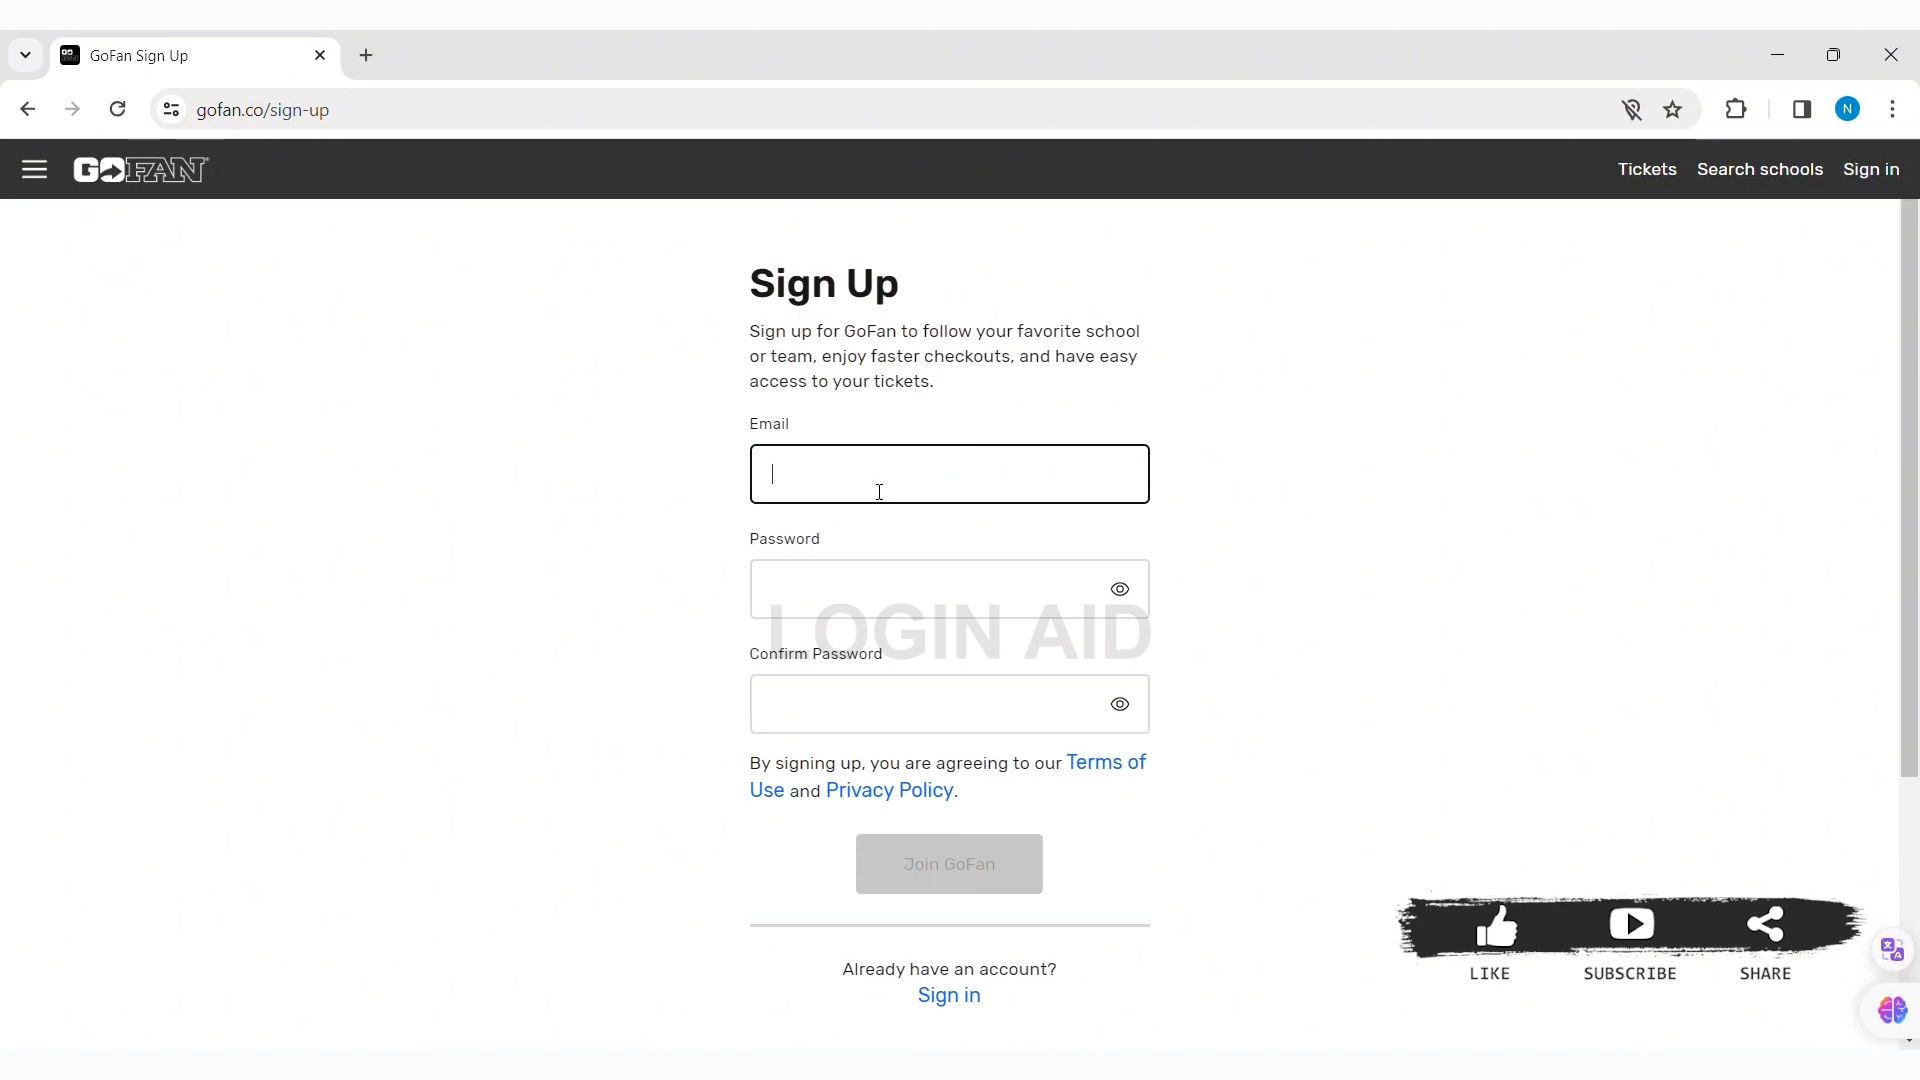 GoFan Sign Up
gofan.co/sign-up
N
GOFAN
Tickets Search schools Sign in
Sign Up
Sign up for GoFan to follow your favorite school
or team, enjoy faster checkouts, and have easy
access to your tickets.
Email
Password
LOGIN AID
Confirm Password
By signing up, you are agreeing to our Terms of
Use and Privacy Policy.
Join GoFan
Already have an account?
Sign in
LIKE SUBSCRIBE SHARE